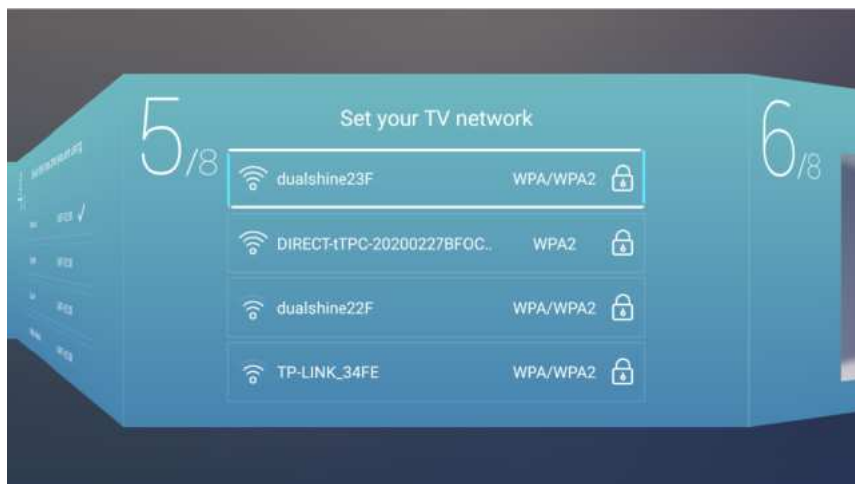 5/8
Set your TV network
dualshine23F WPA/WPA2
DIRECT-tTPC-20200227BFOC.. WPA2
dualshine22F WPA/WPA2
TP-LINK_34FE WPA/WPA2
6/8